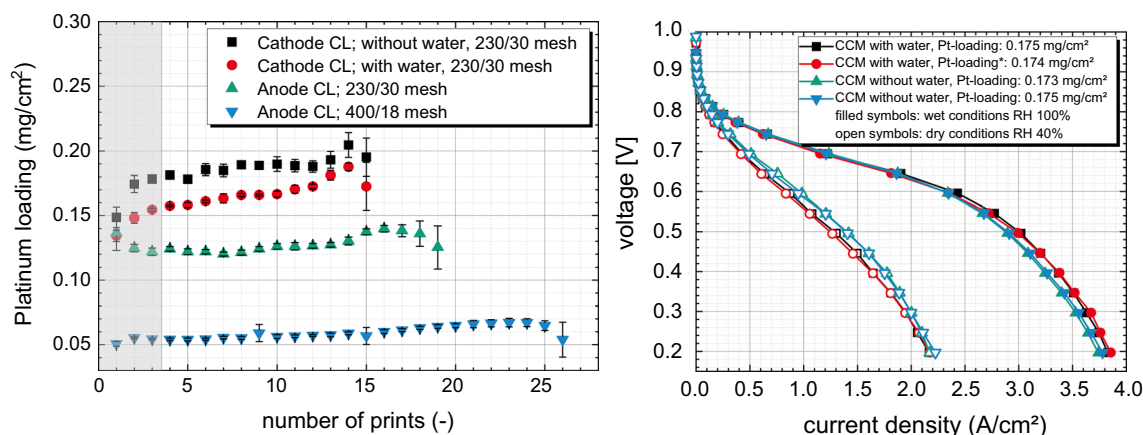 0.30
0.25
0.20
0.15
0.10
0.05
Platinum loading (mg/cm²)
Cathode CL; without water, 230/30 mesh
Cathode CL; with water, 230/30 mesh
Anode CL; 230/30 mesh
Anode CL; 400/18 mesh
0 5 10 15 20 25
number of prints (-)
1.0
0.9
0.8
0.7
0.6
0.5
0.4
0.3
0.2
voltage [V]
CCM with water, Pt-loading: 0.175 mg/cm²
CCM with water, Pt-loading*: 0.174 mg/cm²
CCM without water, Pt-loading: 0.173 mg/cm²
CCM without water, Pt-loading: 0.175 mg/cm²
filled symbols: wet conditions RH 100%
open symbols: dry conditions RH 40%
0.0 0.5 1.0 1.5 2.0 2.5 3.0 3.5 4.0
current density (A/cm²)